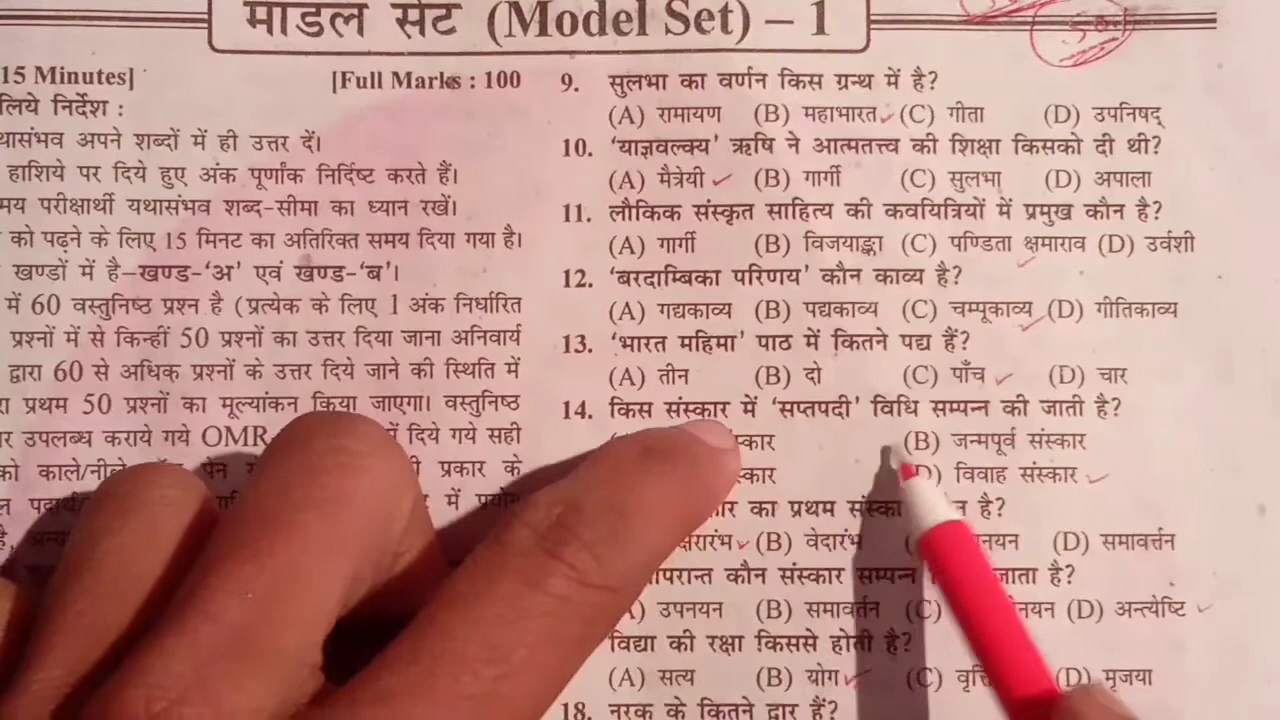 माडल सेट (Model Set) – 1
15 Minutes]
[Full Marks : 100
लिये निर्देश :
थासंभव अपने शब्दों में ही उत्तर दें।
हाशिये पर दिये हुए अंक पूर्णांक निर्दिष्ट करते हैं।
मय परीक्षार्थी यथासंभव शब्द-सीमा का ध्यान रखें।
को पढ़ने के लिए 15 मिनट का अतिरिक्त समय दिया गया है।
खण्डों में है–खण्ड-‘अ’ एवं खण्ड-‘ब’।
में 60 वस्तुनिष्ठ प्रश्न है (प्रत्येक के लिए 1 अंक निर्धारित
प्रश्नों में से किन्हीं 50 प्रश्नों का उत्तर दिया जाना अनिवार्य
द्वारा 60 से अधिक प्रश्नों के उत्तर दिये जाने की स्थिति में
रा प्रथम 50 प्रश्नों का मूल्यांकन किया जाएगा। वस्तुनिष्ठ
र उपलब्ध कराये गये OMR में दिये गये सही
को काले/नीले पेन प्रकार के
में प्रयोग
9. सुलभा का वर्णन किस ग्रन्थ में है?
(A) रामायण (B) महाभारत (C) गीता (D) उपनिषद्
10. ‘याज्ञवल्क्य’ ऋषि ने आत्मतत्त्व की शिक्षा किसको दी थी?
(A) मैत्रेयी (B) गार्गी (C) सुलभा (D) अपाला
11. लौकिक संस्कृत साहित्य की कवयित्रियों में प्रमुख कौन है?
(A) गार्गी (B) विजयाङ्का (C) पण्डिता क्षमाराव (D) उर्वशी
12. ‘बरदाम्बिका परिणय’ कौन काव्य है?
(A) गद्यकाव्य (B) पद्यकाव्य (C) चम्पूकाव्य (D) गीतिकाव्य
13. ‘भारत महिमा’ पाठ में कितने पद्य हैं?
(A) तीन (B) दो (C) पाँच (D) चार
14. किस संस्कार में ‘सप्तपदी’ विधि सम्पन्न की जाती है?
स्कार (B) जन्मपूर्व संस्कार
स्कार D) विवाह संस्कार
र का प्रथम संस्का न है?
क्षरारंभ (B) वेदारंभ नयन (D) समावर्त्तन
परान्त कौन संस्कार सम्पन्न जाता है?
) उपनयन (B) समावर्तन (C) नयन (D) अन्त्येष्टि
विद्या की रक्षा किससे होती है?
(A) सत्य (B) योग (C) वृत्ति (D) मृजया
18. नरक के कितने द्वार हैं?